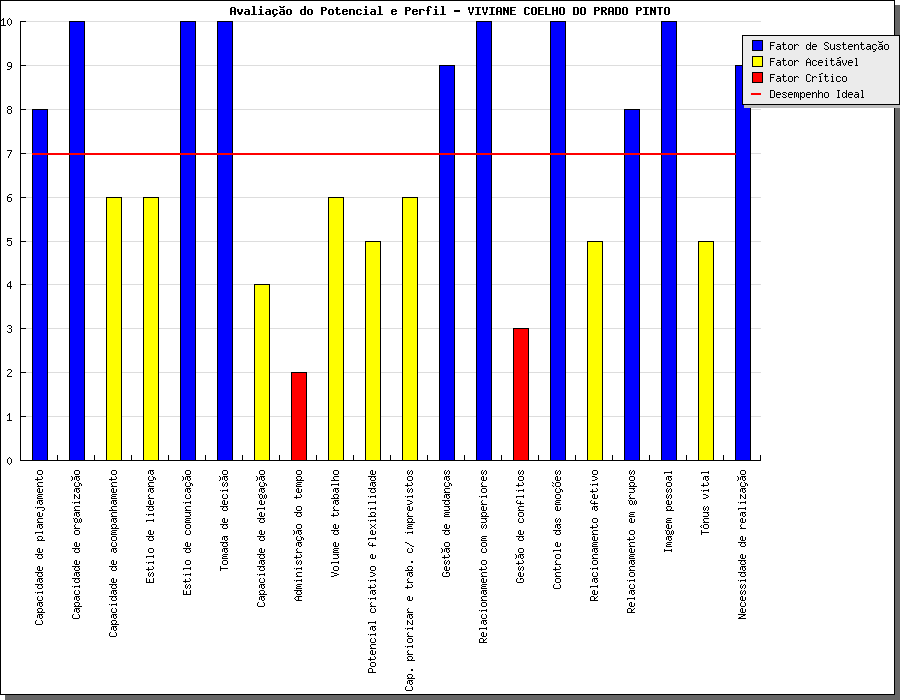 Avaliação do Potencial e Perfil - VIVIANE COELHO DO PRADO PINTO
Fator de Sustentação
Fator Aceitável
Fator Crítico
Desempenho Ideal
10
9
8
7
6
5
4
3
2
1
0
Capacidade de planejamento
Capacidade de organização
Capacidade de acompanhamento
Estilo de liderança
Estilo de comunicação
Tomada de decisão
Capacidade de delegação
Administração do tempo
Volume de trabalho
Potencial criativo e flexibilidade
Cap. priorizar e trab. c/ imprevistos
Gestão de mudanças
Relacionamento com superiores
Gestão de conflitos
Controle das emoções
Relacionamento afetivo
Relacionamento em grupos
Imagem pessoal
Tônus vital
Necessidade de realização